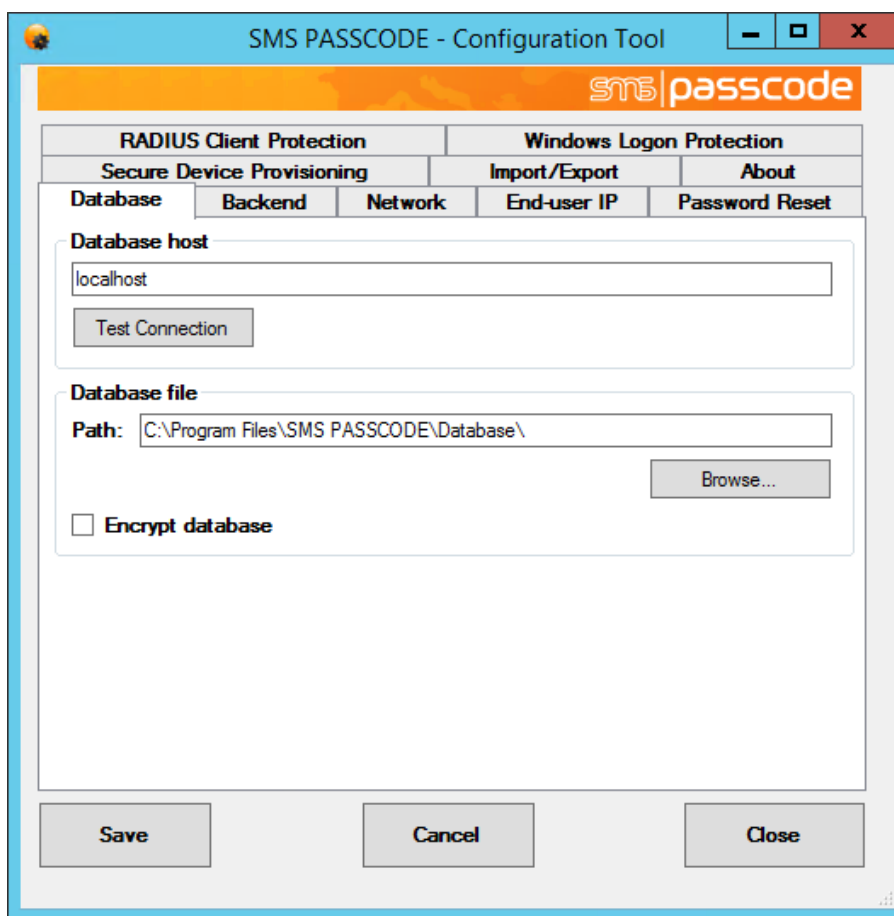 SMS PASSCODE - Configuration Tool
sms|passcode
RADIUS Client Protection Windows Logon Protection
Secure Device Provisioning Import/Export About
Database Backend Network End-user IP Password Reset
Database host
localhost
Test Connection
Database file
Path: C:\Program Files\SMS PASSCODE\Database\
Browse...
Encrypt database
Save Cancel Close